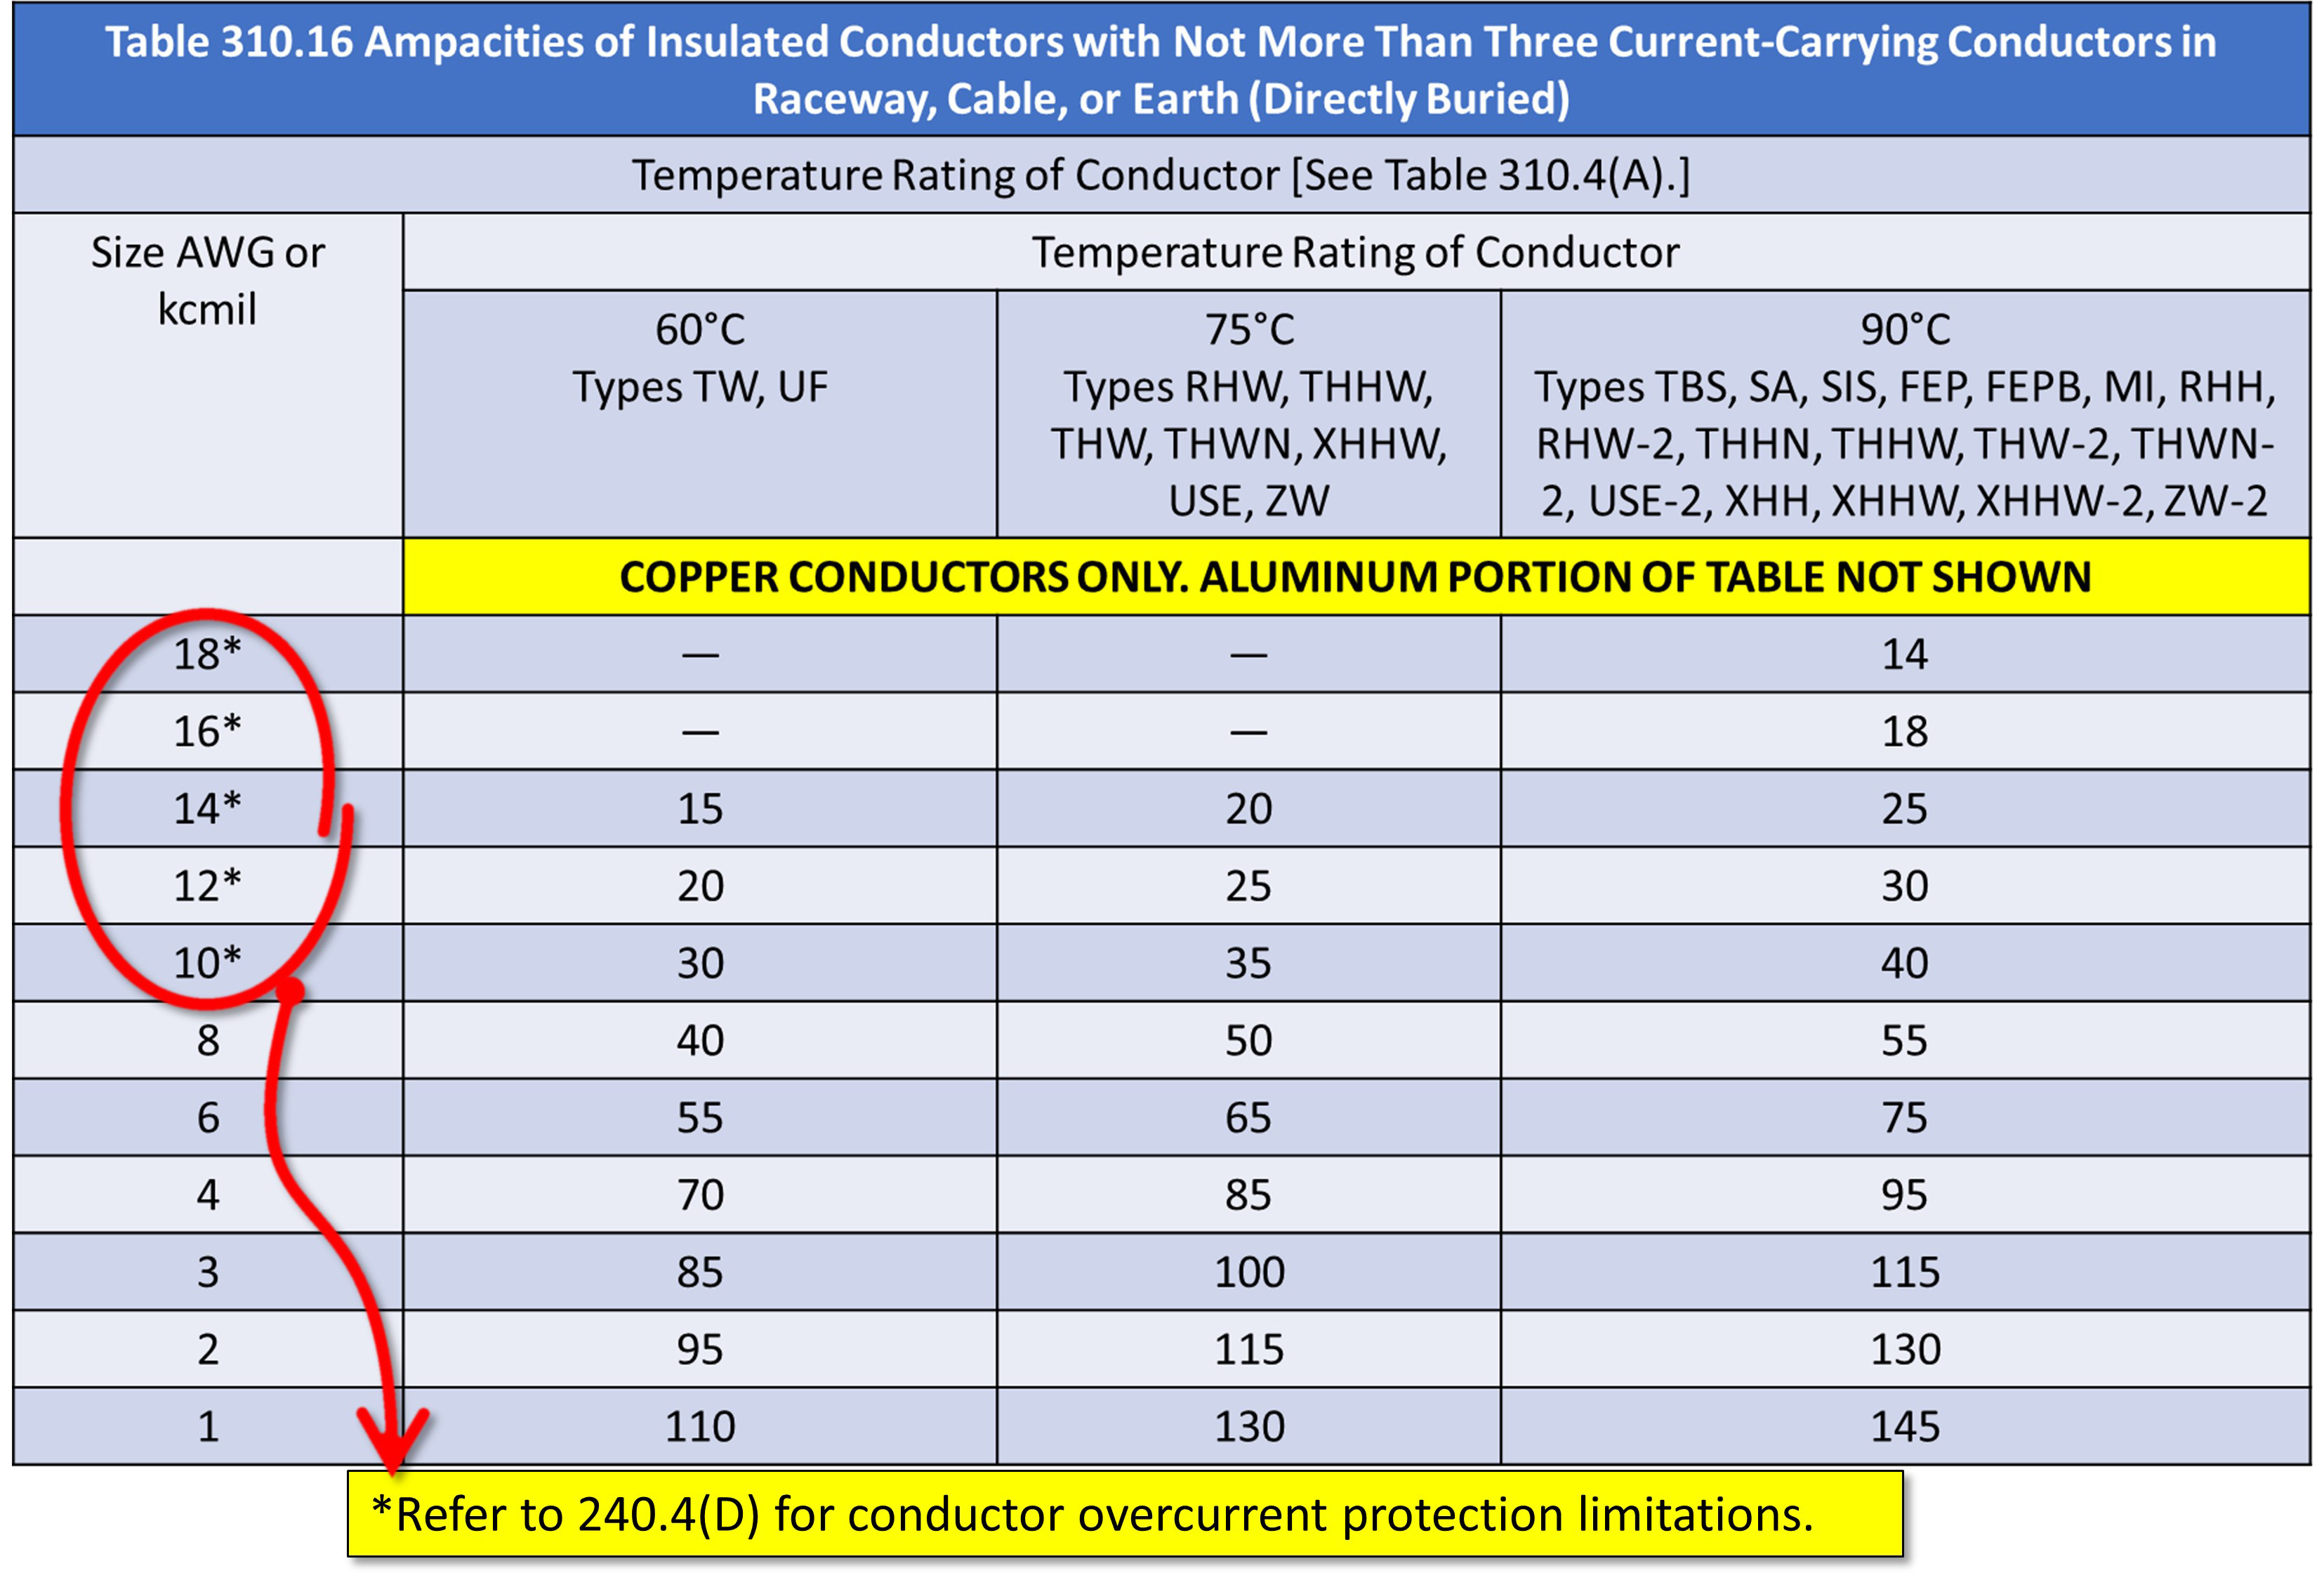 Table 310.16 Ampacities of Insulated Conductors with Not More Than Three Current-Carrying Conductors in
Raceway, Cable, or Earth (Directly Buried)
Temperature Rating of Conductor [See Table 310.4(A).]
Size AWG or
kcmil
Temperature Rating of Conductor
60°C
Types TW, UF
75°C
Types RHW, THHW,
THW, THWN, XHHW,
USE, ZW
90°C
Types TBS, SA, SIS, FEP, FEPB, MI, RHH,
RHW-2, THHN, THHW, THW-2, THWN-
2, USE-2, XHH, XHHW, XHHW-2, ZW-2
COPPER CONDUCTORS ONLY. ALUMINUM PORTION OF TABLE NOT SHOWN
18* — — 14
16* — — 18
14* 15 20 25
12* 20 25 30
10* 30 35 40
8 40 50 55
6 55 65 75
4 70 85 95
3 85 100 115
2 95 115 130
1 110 130 145
*Refer to 240.4(D) for conductor overcurrent protection limitations.